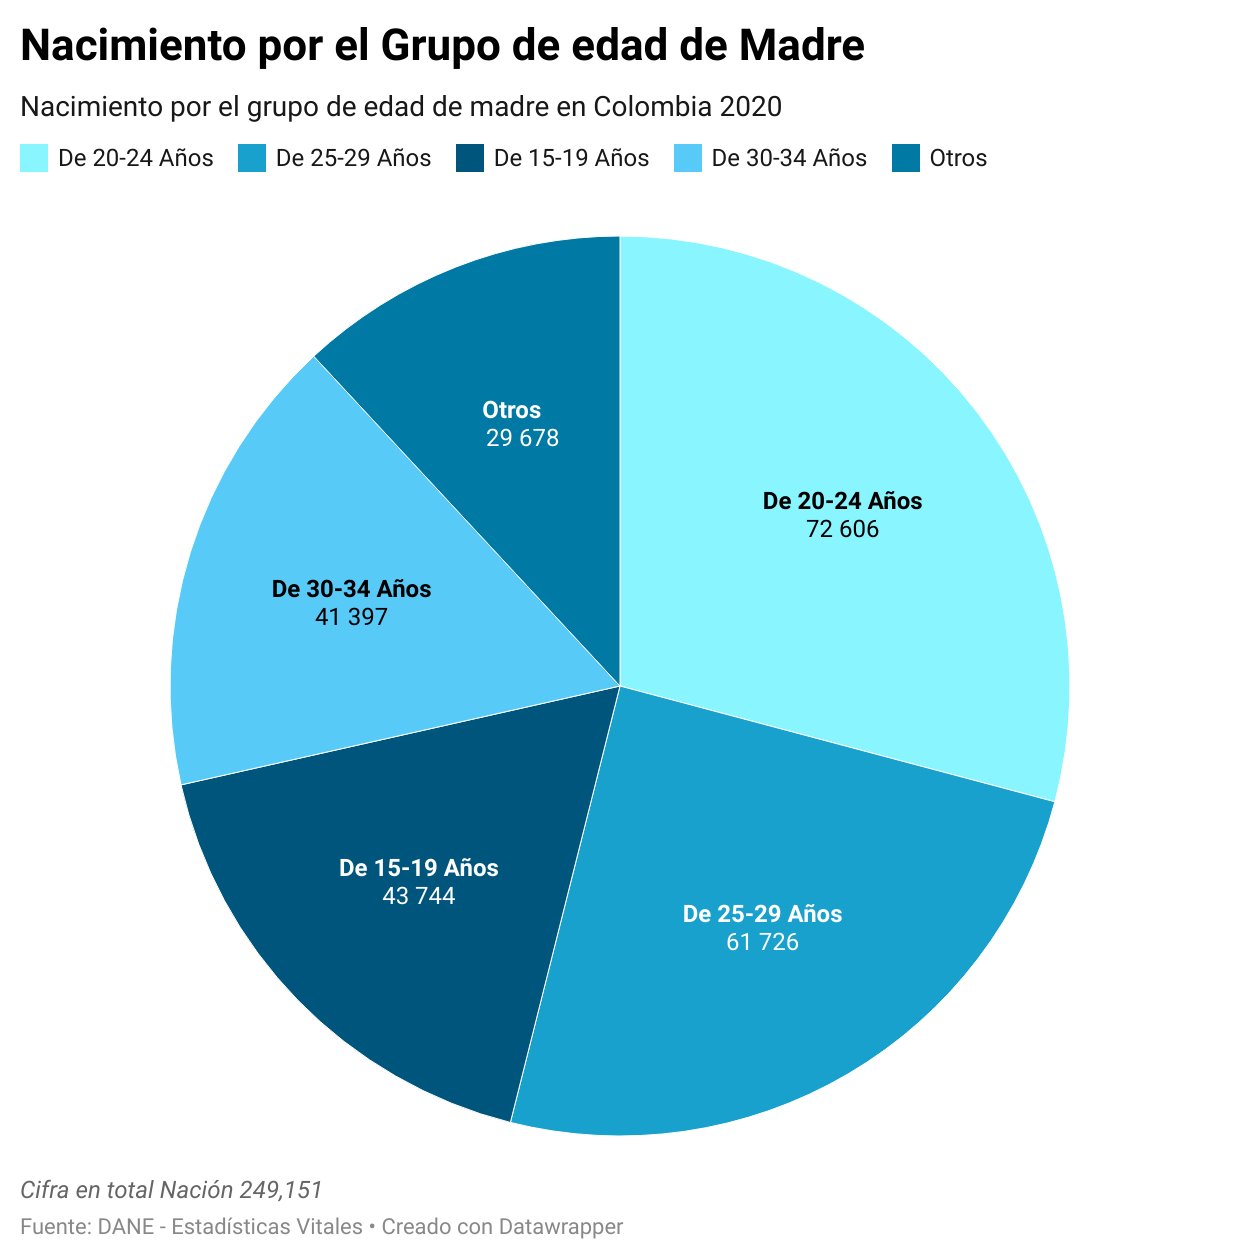 Nacimiento por el Grupo de edad de Madre
Nacimiento por el grupo de edad de madre en Colombia 2020
De 20-24 Años De 25-29 Años De 15-19 Años De 30-34 Años Otros
Otros
29 678
De 20-24 Años
72 606
De 30-34 Años
41 397
De 15-19 Años
43 744
De 25-29 Años
61 726
Cifra en total Nación 249,151
Fuente: DANE - Estadísticas Vitales • Creado con Datawrapper